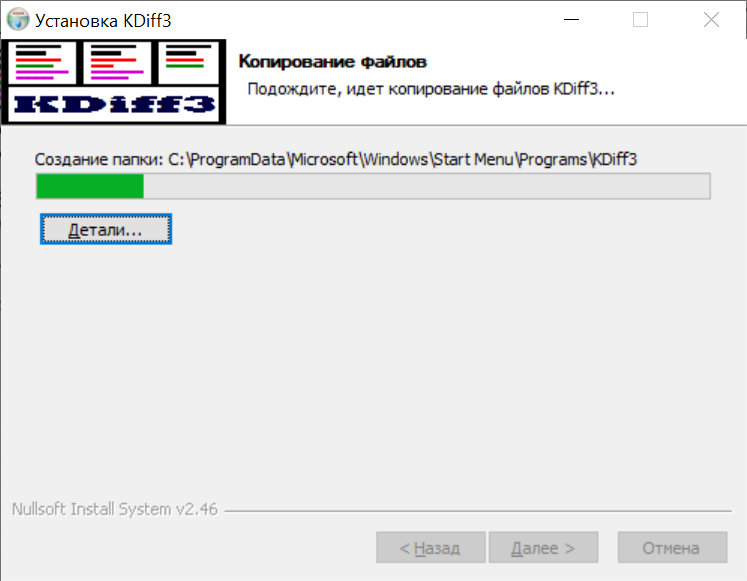 Установка KDiff3
KDiff3
Копирование файлов
Подождите, идет копирование файлов KDiff3...
Создание папки: C:\ProgramData\Microsoft\Windows\Start Menu\Programs\KDiff3
Детали...
Nullsoft Install System v2.46
< Назад
Далее >
Отмена